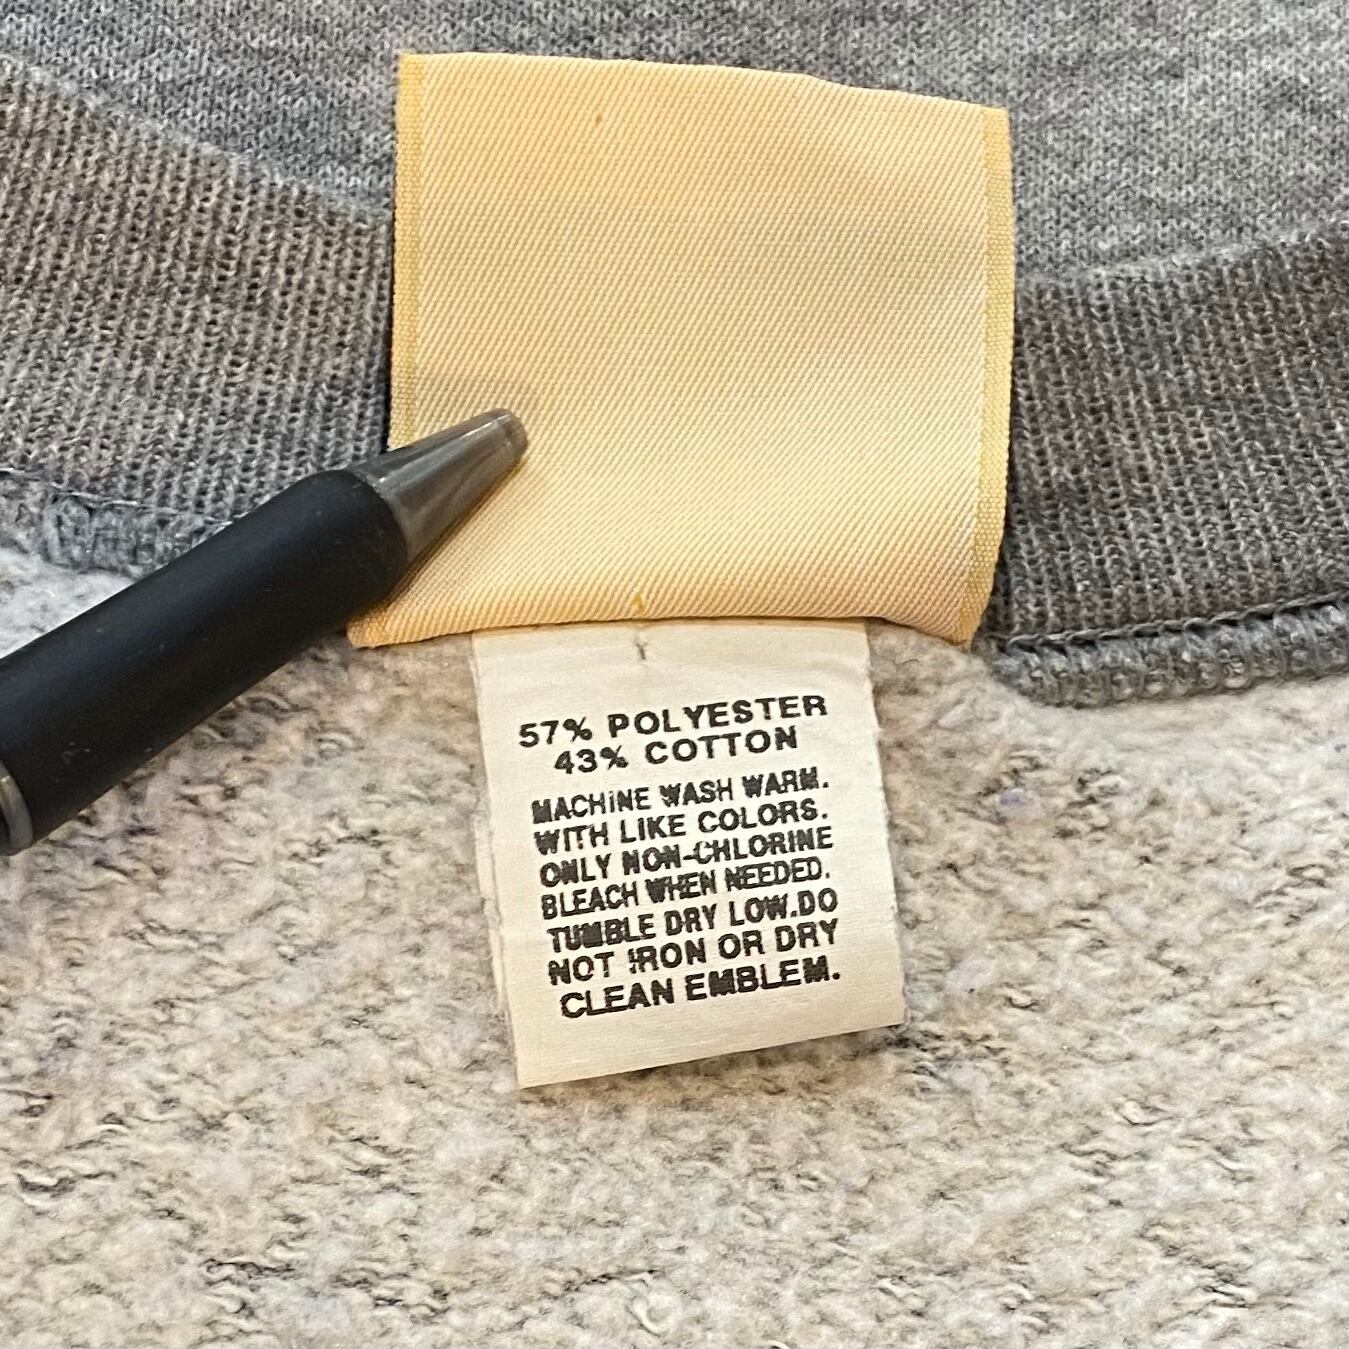 57% POLYESTER
43% COTTON
MACHINE WASH WARM.
WITH LIKE COLORS.
ONLY NON-CHLORINE
BLEACH WHEN NEEDED.
TUMBLE DRY LOW.DO
NOT IRON OR DRY
CLEAN EMBLEM.